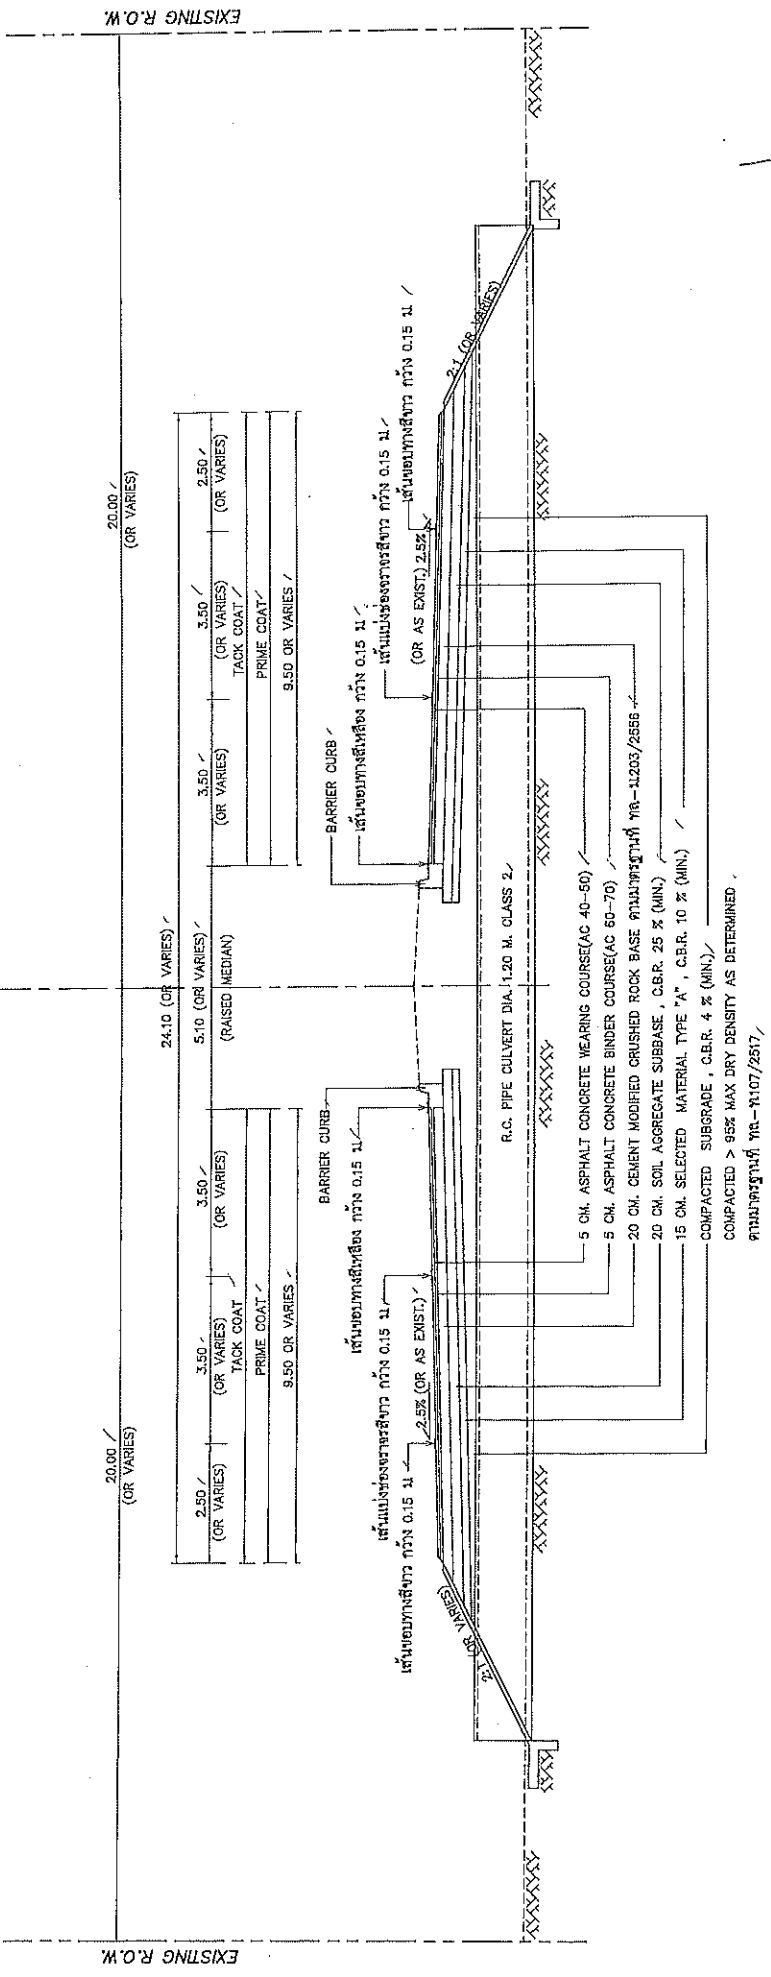 EXISTING R.O.W.
EXISTING R.O.W.
20.00
(OR VARIES)
20.00
(OR VARIES)
24.10 (OR VARIES)
2.50
(OR VARIES)
3.50
(OR VARIES)
3.50
(OR VARIES)
5.10 (OR VARIES)
(RAISED MEDIAN)
3.50
(OR VARIES)
3.50
(OR VARIES)
2.50
(OR VARIES)
TACK COAT
PRIME COAT
9.50 OR VARIES
TACK COAT
PRIME COAT
9.50 OR VARIES
BARRIER CURB
BARRIER CURB
เส้นขอบทางสีเหลือง กว้าง 0.15 ม
เส้นแบ่งช่องจราจรสีขาว กว้าง 0.15 ม
เส้นขอบทางสีขาว กว้าง 0.15 ม
2.5% (OR AS EXIST.)
2:1 (OR VARIES)
เส้นขอบทางสีเหลือง กว้าง 0.15 ม
เส้นแบ่งช่องจราจรสีขาว กว้าง 0.15 ม
เส้นขอบทางสีขาว กว้าง 0.15 ม
(OR AS EXIST.) 2.5%
2:1 (OR VARIES)
R.C. PIPE CULVERT DIA. 1.20 M. CLASS 2
5 CM. ASPHALT CONCRETE WEARING COURSE(AC 40-50)
5 CM. ASPHALT CONCRETE BINDER COURSE(AC 60-70)
20 CM. CEMENT MODIFIED CRUSHED ROCK BASE ตามมาตรฐานที่ ทล-ม203/2556
20 CM. SOIL AGGREGATE SUBBASE , C.B.R. 25 % (MIN.)
15 CM. SELECTED MATERIAL TYPE "A" , C.B.R. 10 % (MIN.)
COMPACTED SUBGRADE , C.B.R. 4 % (MIN.)
COMPACTED > 95% MAX DRY DENSITY AS DETERMINED
ตามมาตรฐานที่ ทล-ท107/2517